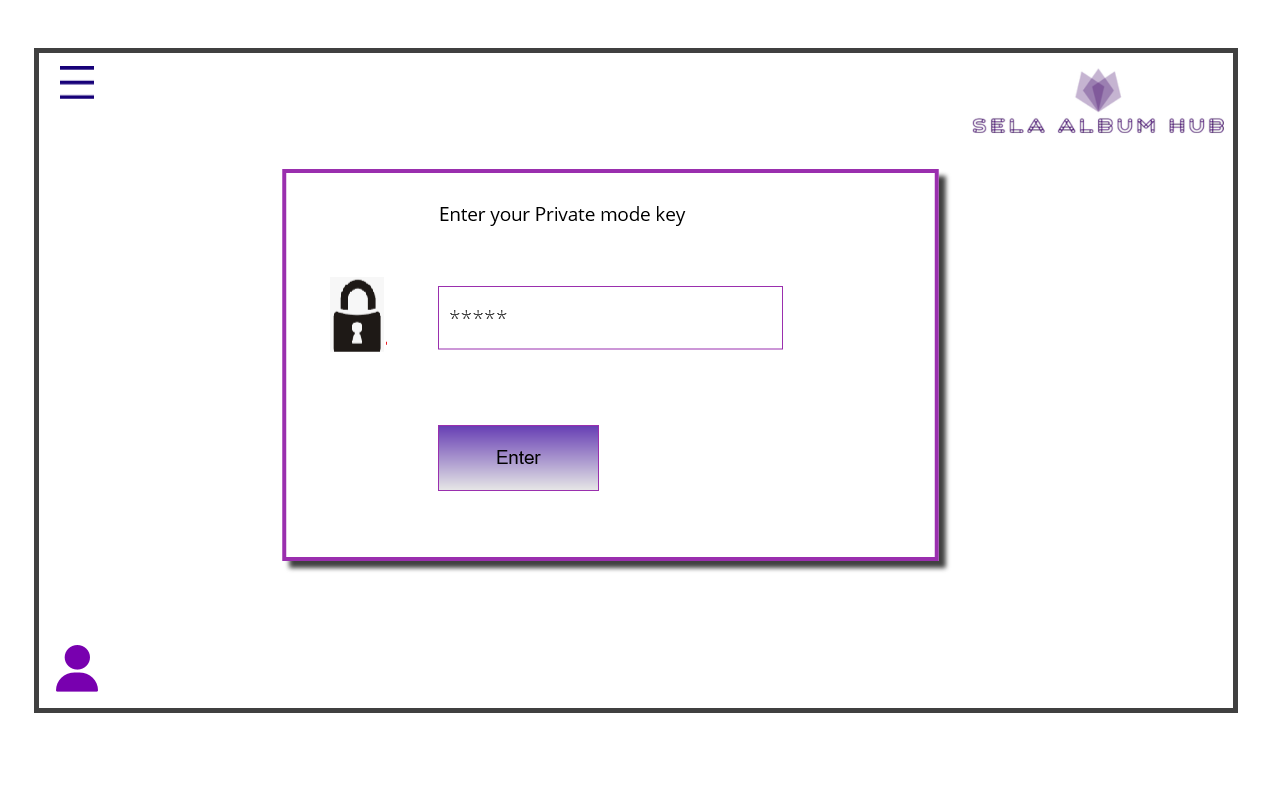 SELA ALBUM HUB
Enter your Private mode key
*****
Enter